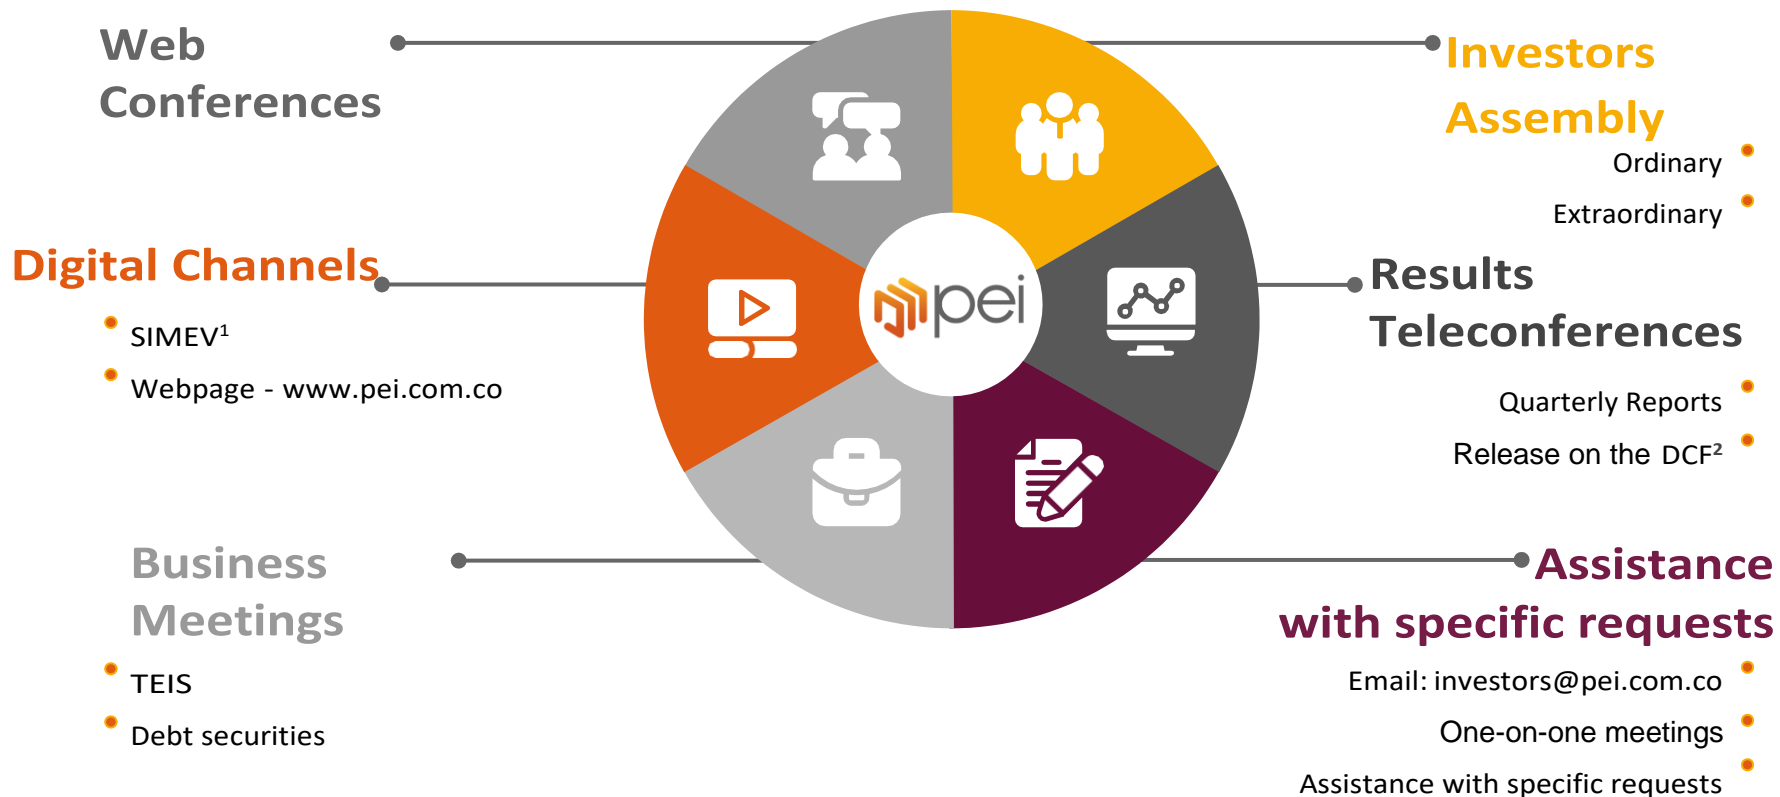 Web
Conferences
Digital Channels
SIMEV¹
Webpage - www.pei.com.co
Business
Meetings
TEIS
Debt securities
pei
Investors
Assembly
Ordinary
Extraordinary
Results
Teleconferences
Quarterly Reports
Release on the DCF²
Assistance
with specific requests
Email: investors@pei.com.co
One-on-one meetings
Assistance with specific requests